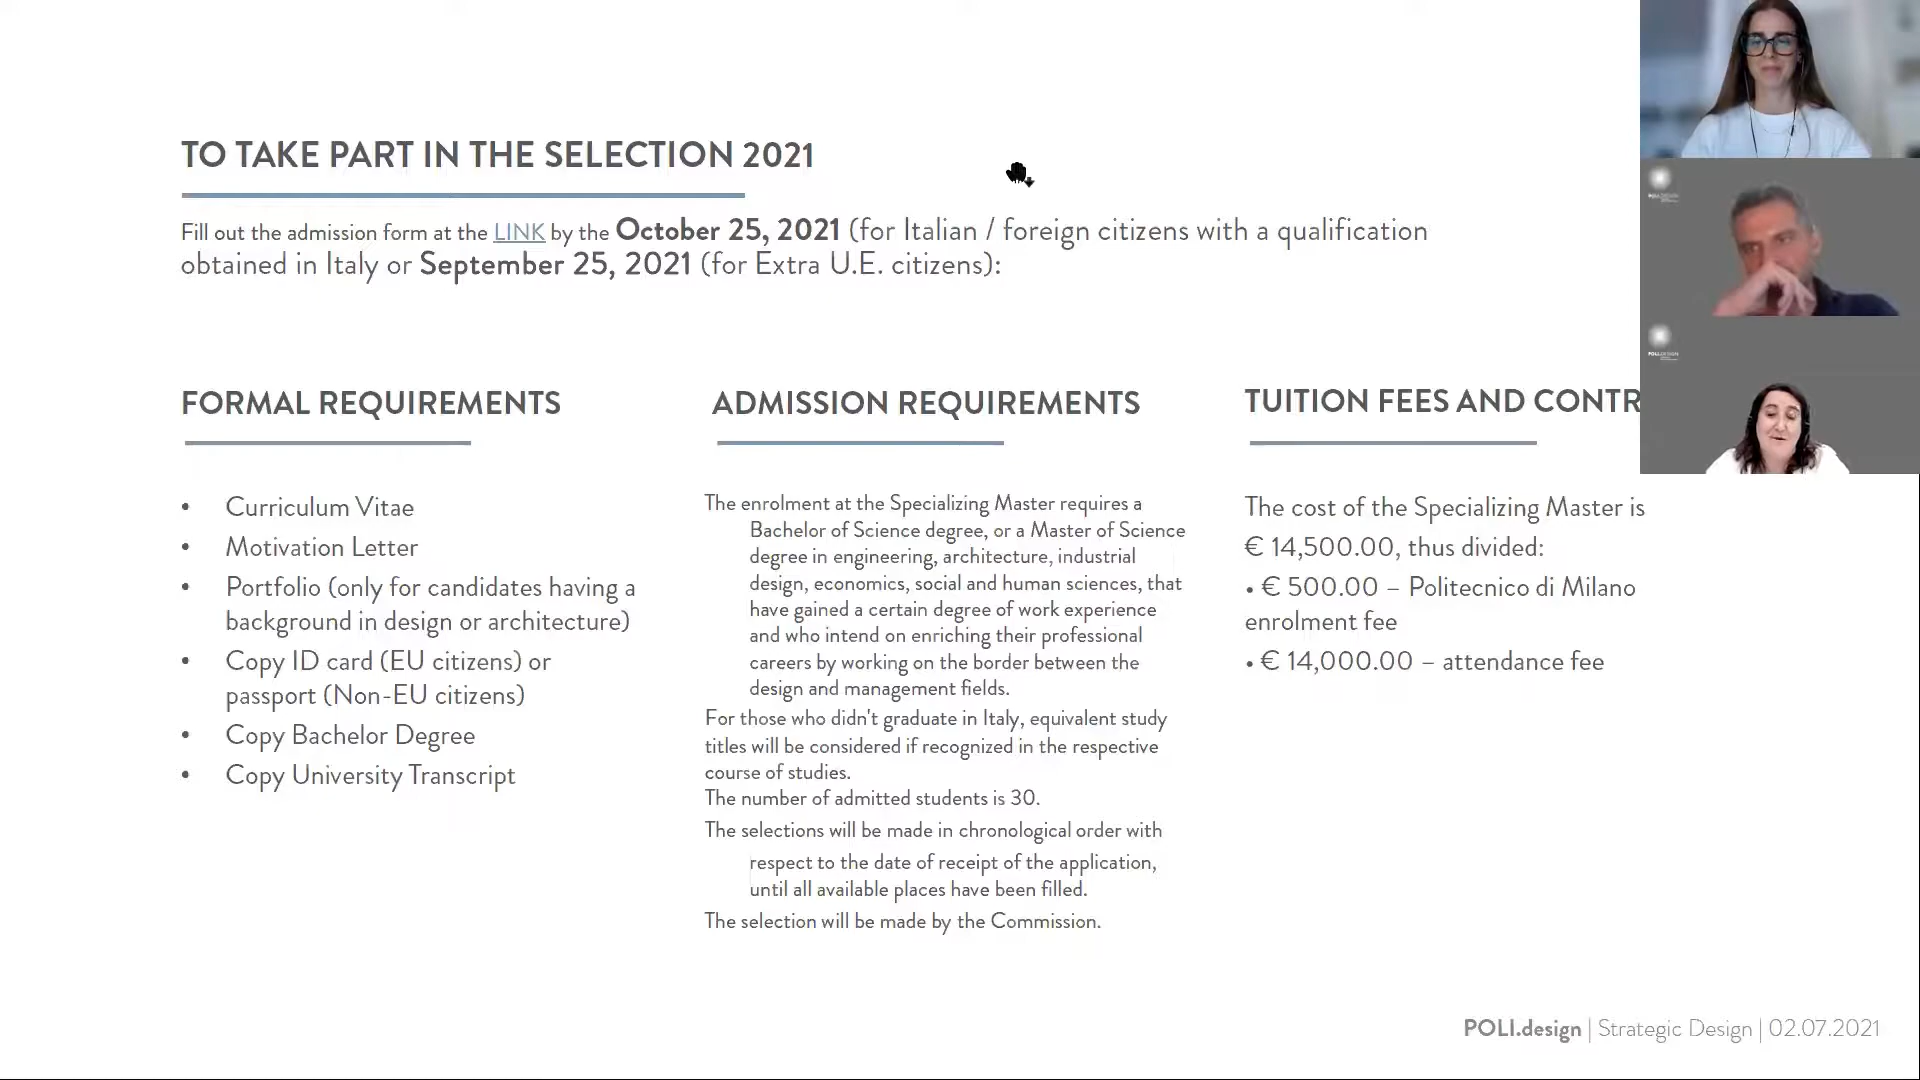 TO TAKE PART IN THE SELECTION 2021
Fill out the admission form at the LINK by the October 25, 2021 (for Italian / foreign citizens with a qualification
obtained in Italy or September 25, 2021 (for Extra U.E. citizens):
FORMAL REQUIREMENTS
• Curriculum Vitae
• Motivation Letter
• Portfolio (only for candidates having a
background in design or architecture)
• Copy ID card (EU citizens) or
passport (Non-EU citizens)
• Copy Bachelor Degree
• Copy University Transcript
ADMISSION REQUIREMENTS
The enrolment at the Specializing Master requires a
Bachelor of Science degree, or a Master of Science
degree in engineering, architecture, industrial
design, economics, social and human sciences, that
have gained a certain degree of work experience
and who intend on enriching their professional
careers by working on the border between the
design and management fields.
For those who didn't graduate in Italy, equivalent study
titles will be considered if recognized in the respective
course of studies.
The number of admitted students is 30.
The selections will be made in chronological order with
respect to the date of receipt of the application,
until all available places have been filled.
The selection will be made by the Commission.
TUITION FEES AND CONTR
The cost of the Specializing Master is
€ 14,500.00, thus divided:
• € 500.00 – Politecnico di Milano
enrolment fee
• € 14,000.00 – attendance fee
POLI.design | Strategic Design | 02.07.2021